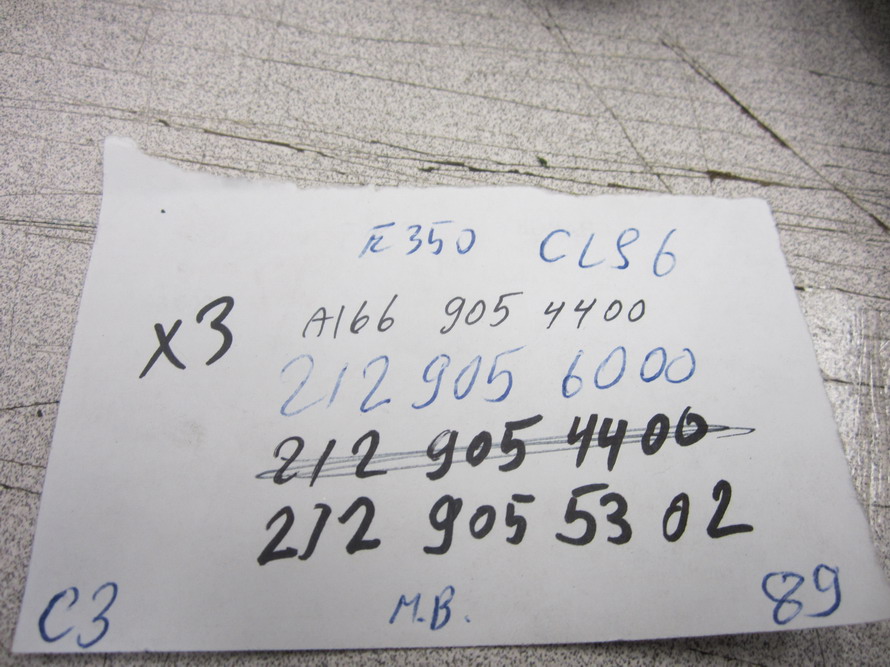 E350 CLS6
X3
A166 905 4400
212 905 6000
212 905 4400
212 905 53 02
C3 M.B. 89